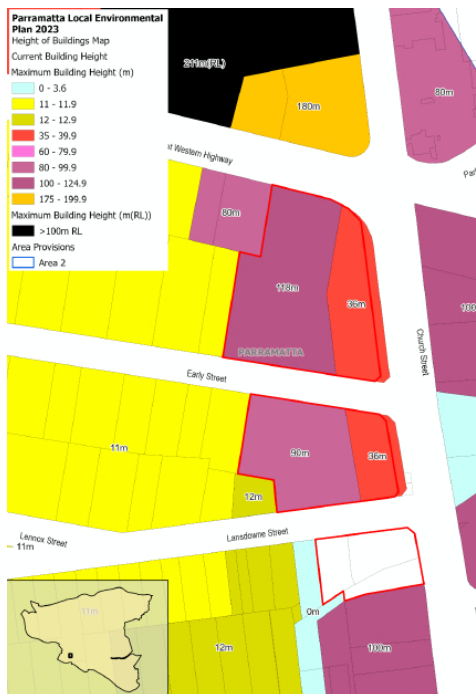 Parramatta Local Environmental
Plan 2023
Height of Buildings Map
Current Building Height
Maximum Building Height (m)
0 - 3.6
11 - 11.9
12 - 12.9
35 - 39.9
60 - 79.9
80 - 99.9
100 - 124.9
175 - 199.9
Maximum Building Height (m(RL))
>100m RL
Area Provisions
Area 2
211m(RL)
180m
80m
Western Highway
80m
118m
36m
100
PARRAMATTA
Church Street
Early Street
11m
90m
36m
12m
Lennox Street
Lansdowne Street
11m
11m
0m
12m
100m